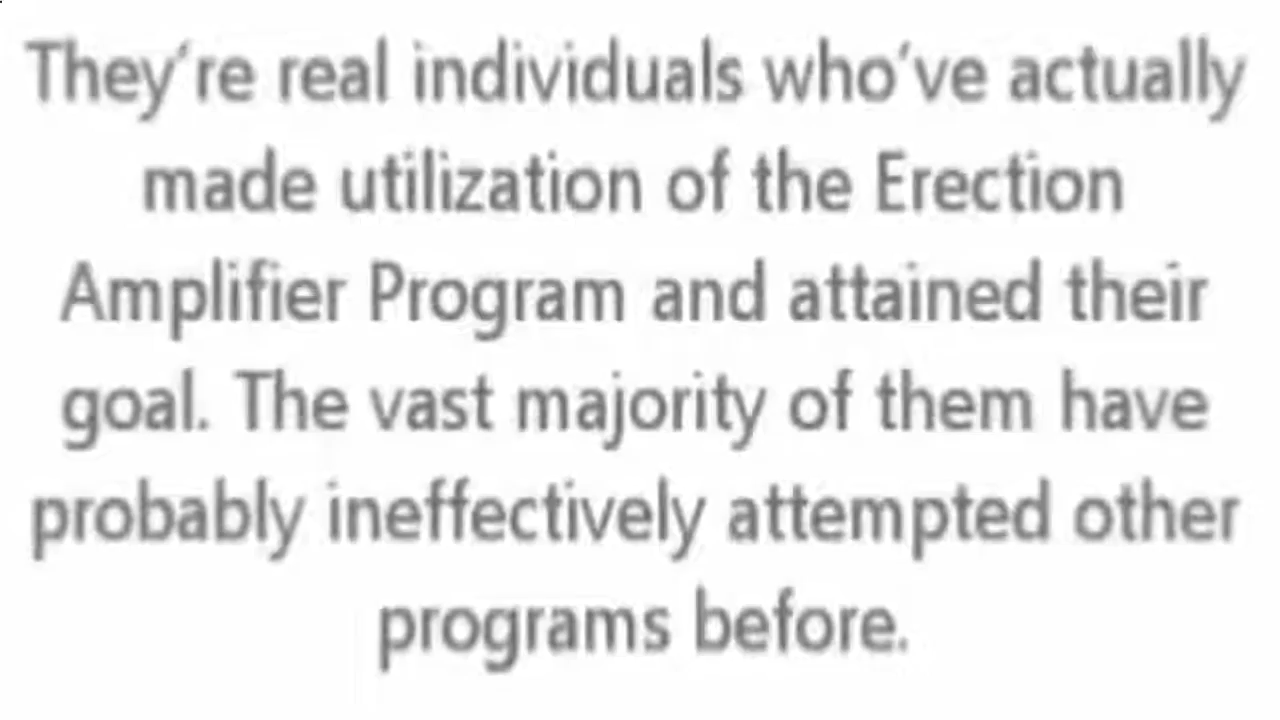 They're real individuals who've actually
made utilization of the Erection
Amplifier Program and attained their
goal. The vast majority of them have
probably ineffectively attempted other
programs before.